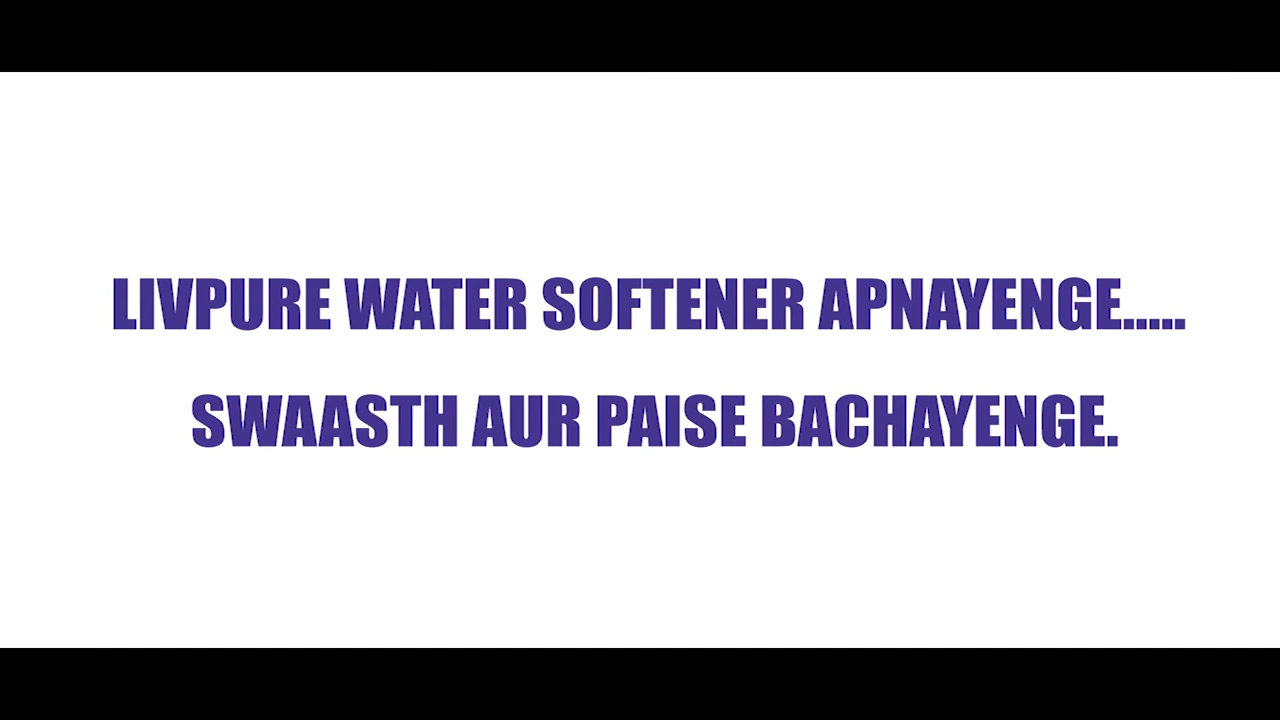 LIVPURE WATER SOFTENER APNAYENGE.....
SWAASTH AUR PAISE BACHAYENGE.